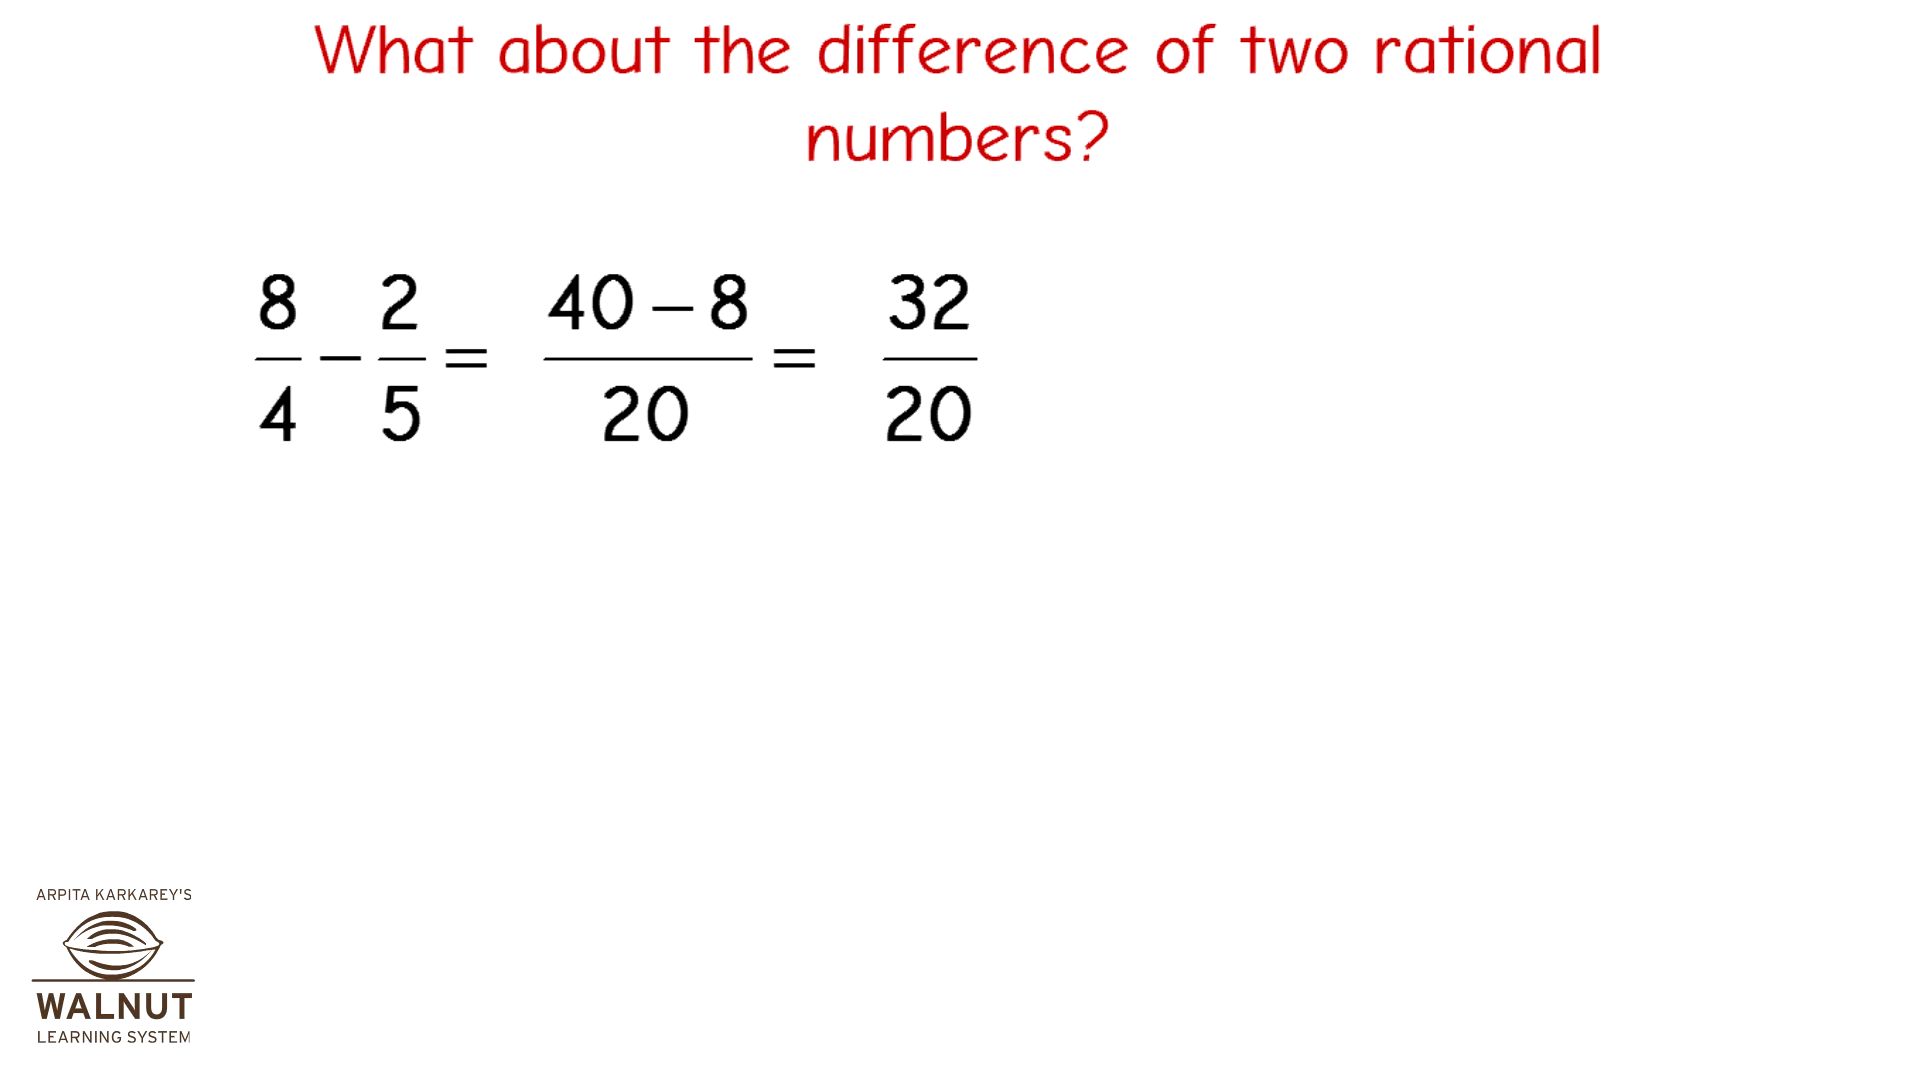 What about the difference of two rational
numbers?
8/4 − 2/5 = (40 − 8)/20 = 32/20
ARPITA KARKAREY'S
WALNUT
LEARNING SYSTEM